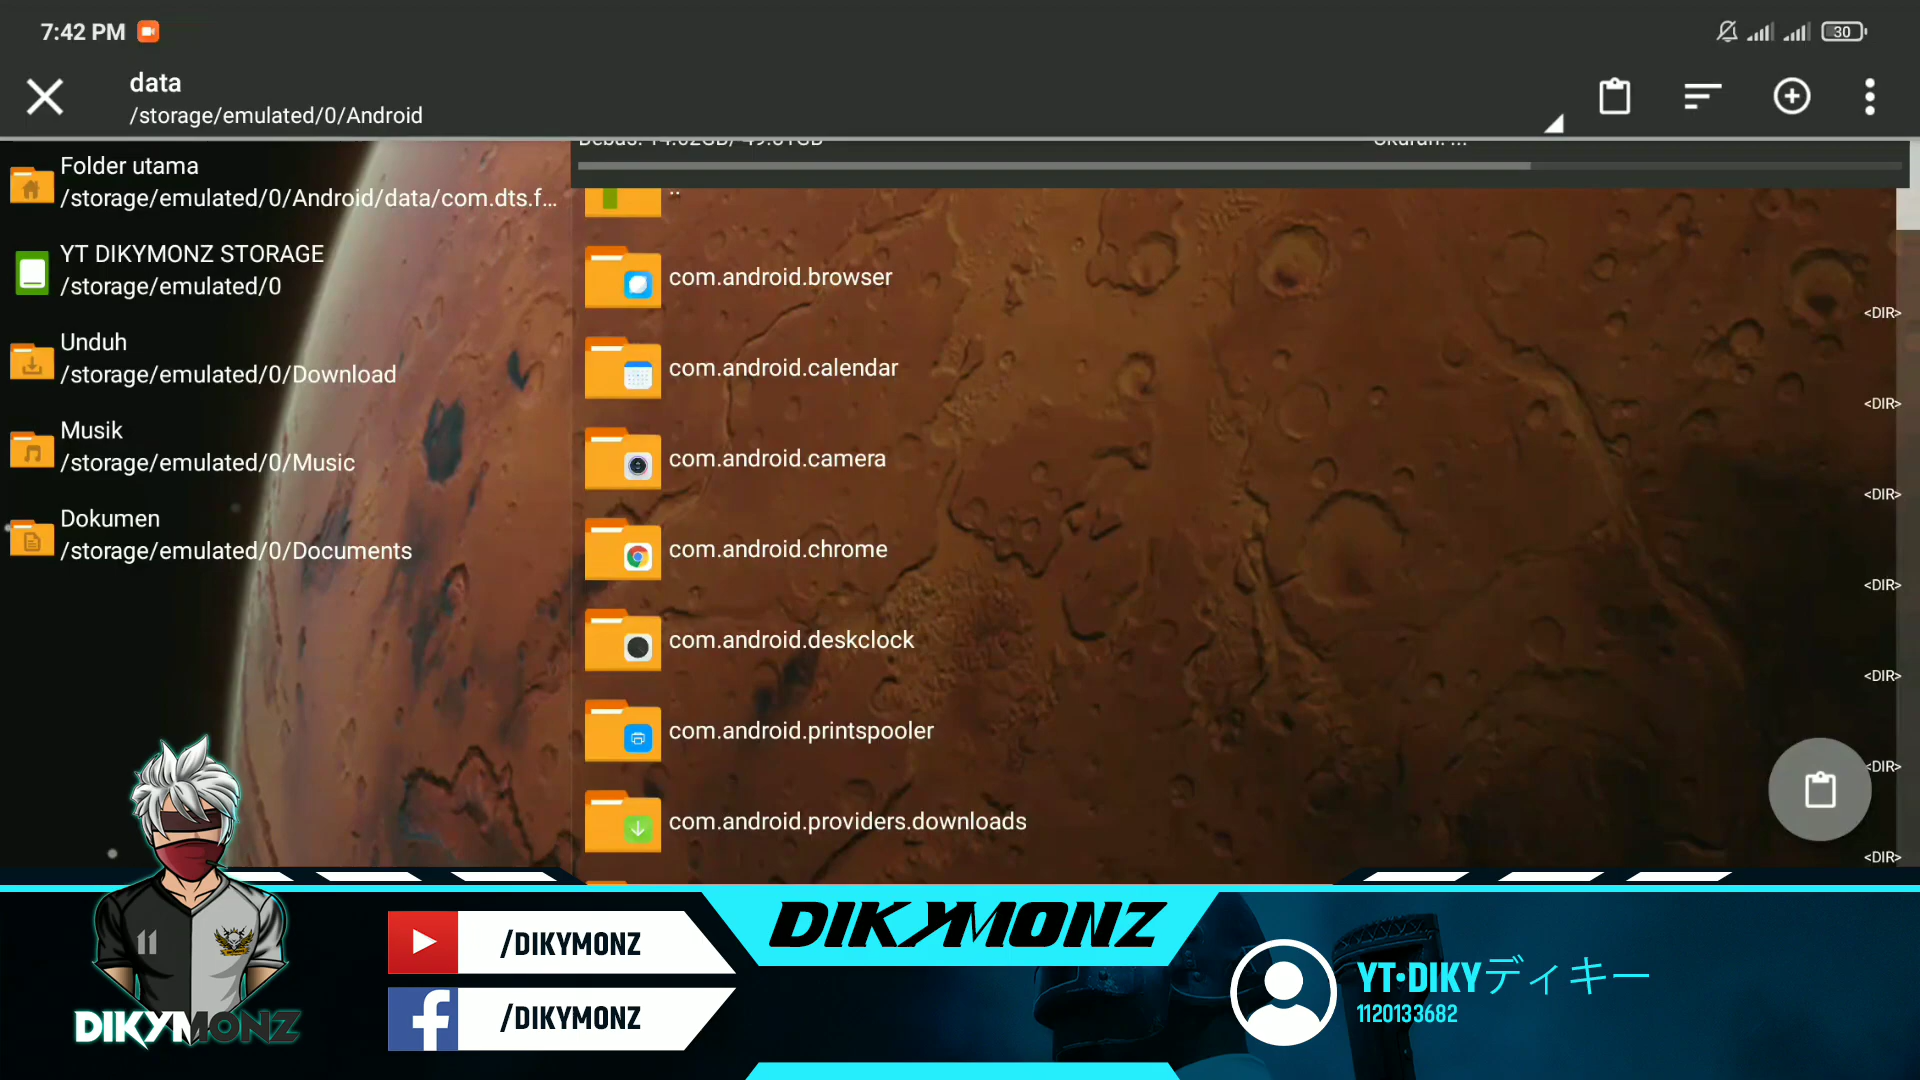 7:42 PM
30
data
/storage/emulated/0/Android
Folder utama
/storage/emulated/0/Android/data/com.dts.f...
YT DIKYMONZ STORAGE
/storage/emulated/0
Unduh
/storage/emulated/0/Download
Musik
/storage/emulated/0/Music
Dokumen
/storage/emulated/0/Documents
..
com.android.browser
<DIR>
com.android.calendar
<DIR>
com.android.camera
<DIR>
com.android.chrome
<DIR>
com.android.deskclock
<DIR>
com.android.printspooler
<DIR>
com.android.providers.downloads
<DIR>
11
DIKYMONZ
/DIKYMONZ
/DIKYMONZ
DIKYMONZ
YT•DIKYディキー
1120133682